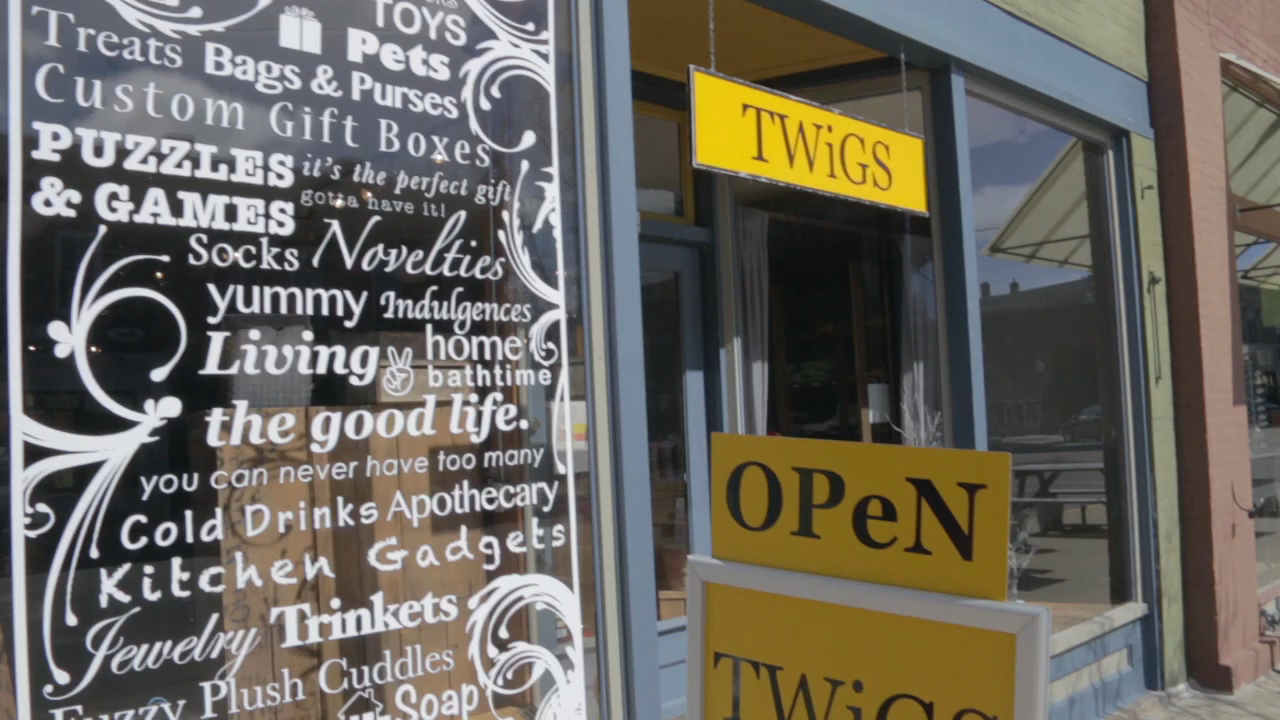 TOYS
Pets
Treats Bags & Purses
Custom Gift Boxes
PUZZLES & GAMES
it's the perfect gift
gotta have it!
Socks Novelties
yummy Indulgences
Living home
bathtime
the good life.
you can never have too many
Cold Drinks Apothecary
Kitchen Gadgets
Jewelry Trinkets
Fuzzy Plush Cuddles
Soap
TWiGS
OPeN
TWiGS